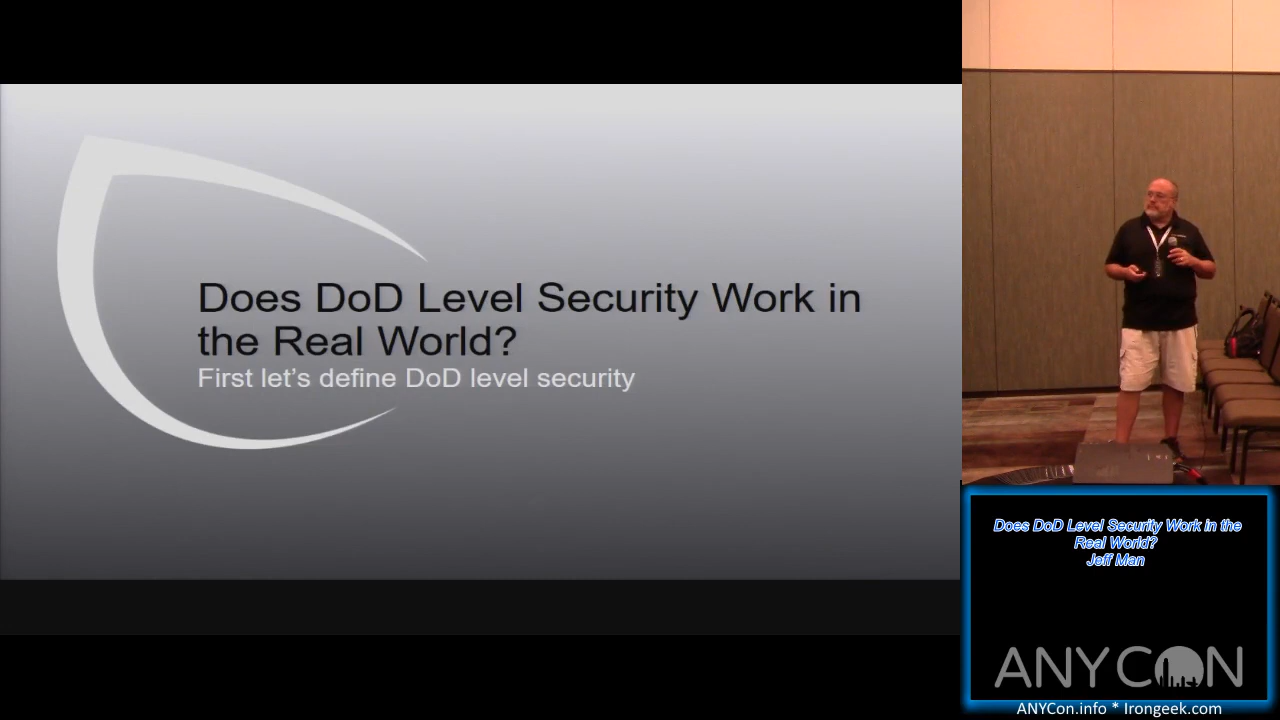 Does DoD Level Security Work in
the Real World?
First let's define DoD level security
Does DoD Level Security Work in the
Real World?
Jeff Man
ANYCON
ANYCon.info * Irongeek.com